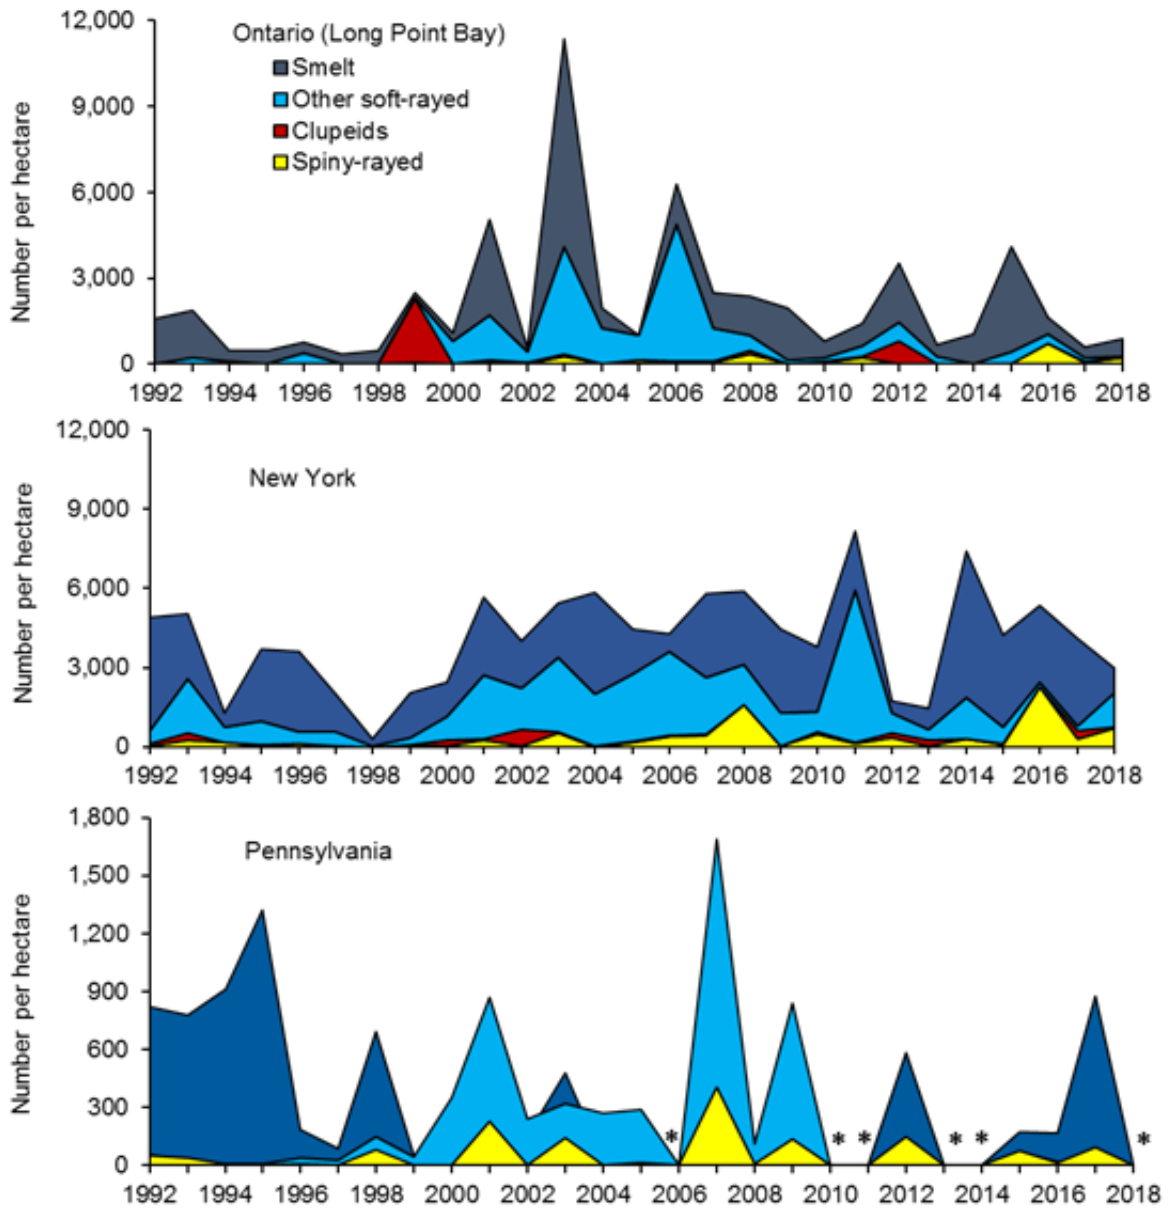 12,000
9,000
6,000
3,000
0
Number per hectare
Ontario (Long Point Bay)
Smelt
Other soft-rayed
Clupeids
Spiny-rayed
1992 1994 1996 1998 2000 2002 2004 2006 2008 2010 2012 2014 2016 2018
12,000
9,000
6,000
3,000
0
Number per hectare
New York
1992 1994 1996 1998 2000 2002 2004 2006 2008 2010 2012 2014 2016 2018
1,800
1,500
1,200
900
600
300
0
Number per hectare
Pennsylvania
* * * * * *
1992 1994 1996 1998 2000 2002 2004 2006 2008 2010 2012 2014 2016 2018